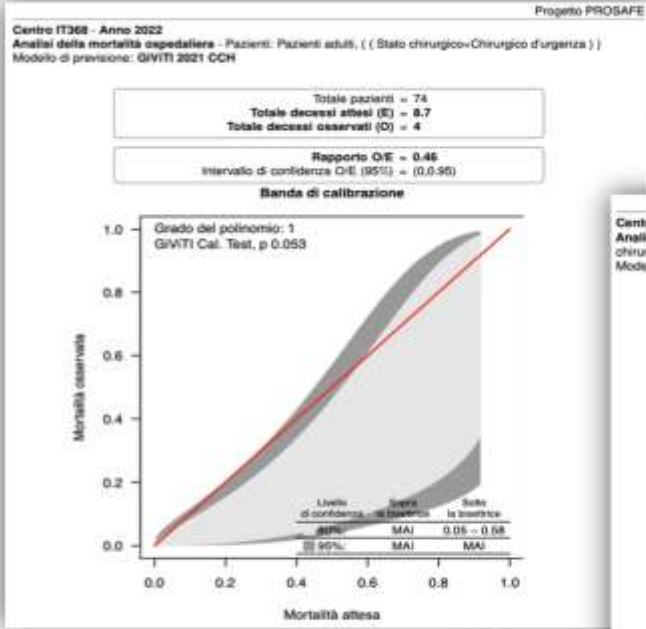 Progetto PROSAFE
Centro IT368 - Anno 2022
Analisi della mortalità ospedaliera - Pazienti: Pazienti adulti, ( ( Stato chirurgico=Chirurgico d'urgenza ) )
Modello di previsione: GiViTI 2021 CCH
Totale pazienti = 74
Totale decessi attesi (E) = 8.7
Totale decessi osservati (O) = 4
Rapporto O/E = 0.46
Intervallo di confidenza O/E (95%) = (0,0.95)
Banda di calibrazione
Grado del polinomio: 1
GiViTI Cal. Test, p 0.053
1.0
0.8
0.6
0.4
0.2
0.0
Mortalità osservata
Livello di confidenza
Sopra la bisettrice
Sotto la bisettrice
80%: MAI 0.05 - 0.58
95%: MAI MAI
0.0 0.2 0.4 0.6 0.8 1.0
Mortalità attesa
Centr
Anali
chirur
Mode